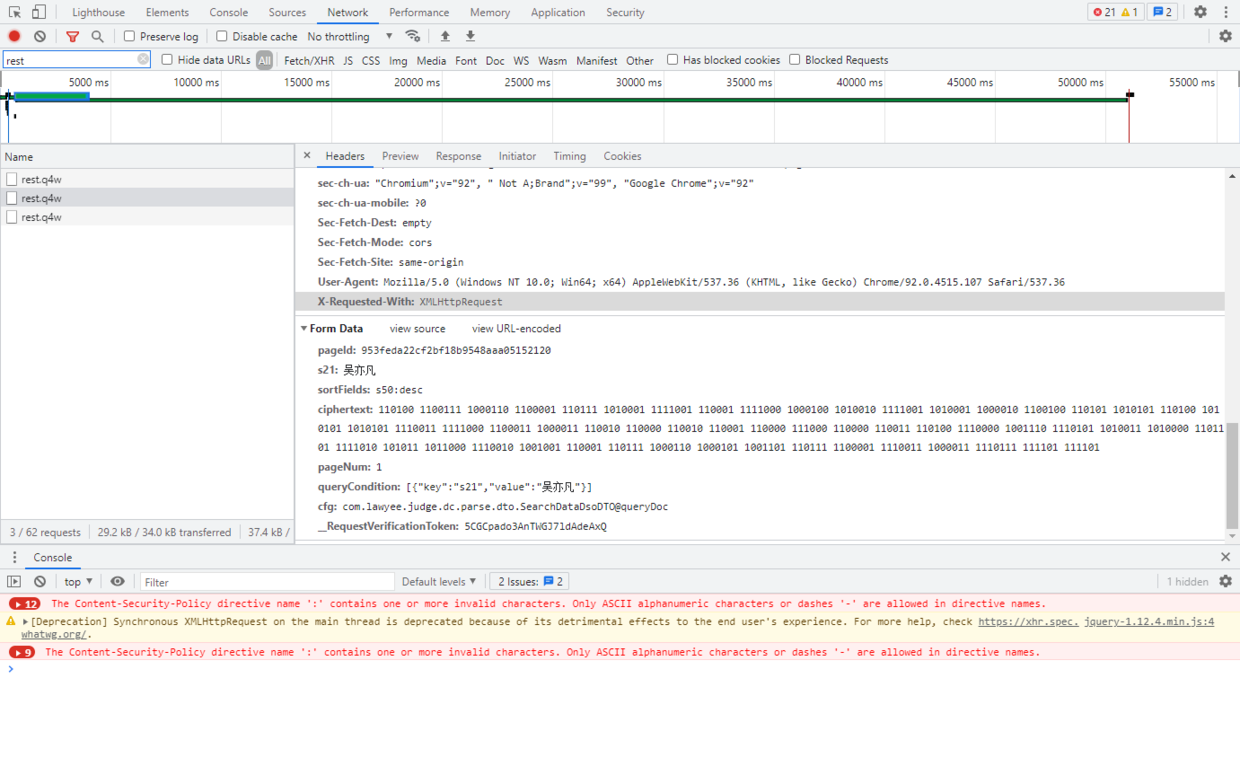 Lighthouse Elements Console Sources Network Performance Memory Application Security 21 1 2
Preserve log Disable cache No throttling
rest Hide data URLs All Fetch/XHR JS CSS Img Media Font Doc WS Wasm Manifest Other Has blocked cookies Blocked Requests
5000 ms 10000 ms 15000 ms 20000 ms 25000 ms 30000 ms 35000 ms 40000 ms 45000 ms 50000 ms 55000 ms
Name
rest.q4w
rest.q4w
rest.q4w
3 / 62 requests 29.2 kB / 34.0 kB transferred 37.4 kB /
Headers Preview Response Initiator Timing Cookies
sec-ch-ua: "Chromium";v="92", " Not A;Brand";v="99", "Google Chrome";v="92"
sec-ch-ua-mobile: ?0
Sec-Fetch-Dest: empty
Sec-Fetch-Mode: cors
Sec-Fetch-Site: same-origin
User-Agent: Mozilla/5.0 (Windows NT 10.0; Win64; x64) AppleWebKit/537.36 (KHTML, like Gecko) Chrome/92.0.4515.107 Safari/537.36
X-Requested-With: XMLHttpRequest
Form Data view source view URL-encoded
pageId: 953feda22cf2bf18b9548aaa05152120
s21: 吴亦凡
sortFields: s50:desc
ciphertext: 110100 1100111 1000110 1100001 110111 1010001 1111001 110001 1111000 1000100 1010010 1111001 1010001 1000010 1100100 110101 1010101 110100 101
0101 1010101 1110011 1111000 1100011 1000011 110010 110000 110010 110001 110000 111000 110000 110011 110100 1110000 1001110 1110101 1010011 1010000 11011
01 1111010 101011 1011000 1110010 1001001 110001 110111 1000110 1000101 1001101 110111 1100001 1110011 1000011 1110111 111101 111101
pageNum: 1
queryCondition: [{"key":"s21","value":"吴亦凡"}]
cfg: com.lawyee.judge.dc.parse.dto.SearchDataDsoDTO@queryDoc
__RequestVerificationToken: 5CGCpado3AnTWGJ7ldAdeAxQ
Console
top Filter Default levels 2 Issues: 2 1 hidden
12 The Content-Security-Policy directive name ':' contains one or more invalid characters. Only ASCII alphanumeric characters or dashes '-' are allowed in directive names.
[Deprecation] Synchronous XMLHttpRequest on the main thread is deprecated because of its detrimental effects to the end user's experience. For more help, check https://xhr.spec. jquery-1.12.4.min.js:4
whatwg.org/.
9 The Content-Security-Policy directive name ':' contains one or more invalid characters. Only ASCII alphanumeric characters or dashes '-' are allowed in directive names.